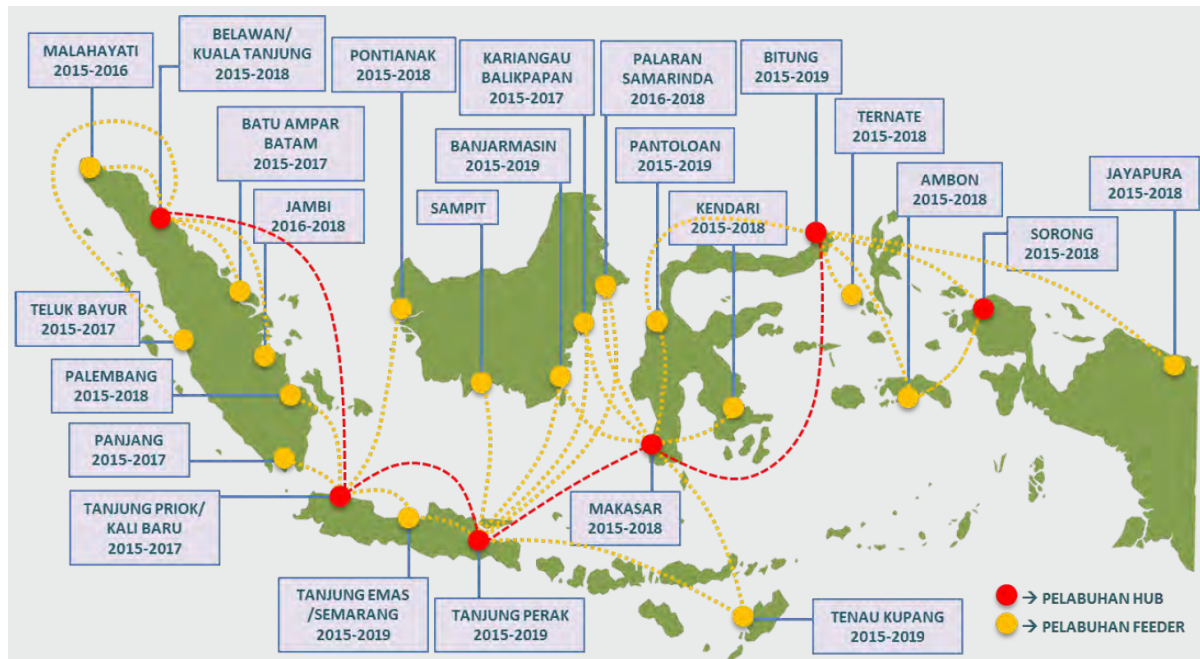 MALAHAYATI
2015-2016
BELAWAN/
KUALA TANJUNG
2015-2018
PONTIANAK
2015-2018
KARIANGAU
BALIKPAPAN
2015-2017
PALARAN
SAMARINDA
2016-2018
BITUNG
2015-2019
TERNATE
2015-2018
BATU AMPAR
BATAM
2015-2017
BANJARMASIN
2015-2019
PANTOLOAN
2015-2019
AMBON
2015-2018
JAYAPURA
2015-2018
JAMBI
2016-2018
SAMPIT
KENDARI
2015-2018
SORONG
2015-2018
TELUK BAYUR
2015-2017
PALEMBANG
2015-2018
PANJANG
2015-2017
TANJUNG PRIOK/
KALI BARU
2015-2017
MAKASAR
2015-2018
TANJUNG EMAS
/SEMARANG
2015-2019
TANJUNG PERAK
2015-2019
TENAU KUPANG
2015-2019
→ PELABUHAN HUB
→ PELABUHAN FEEDER